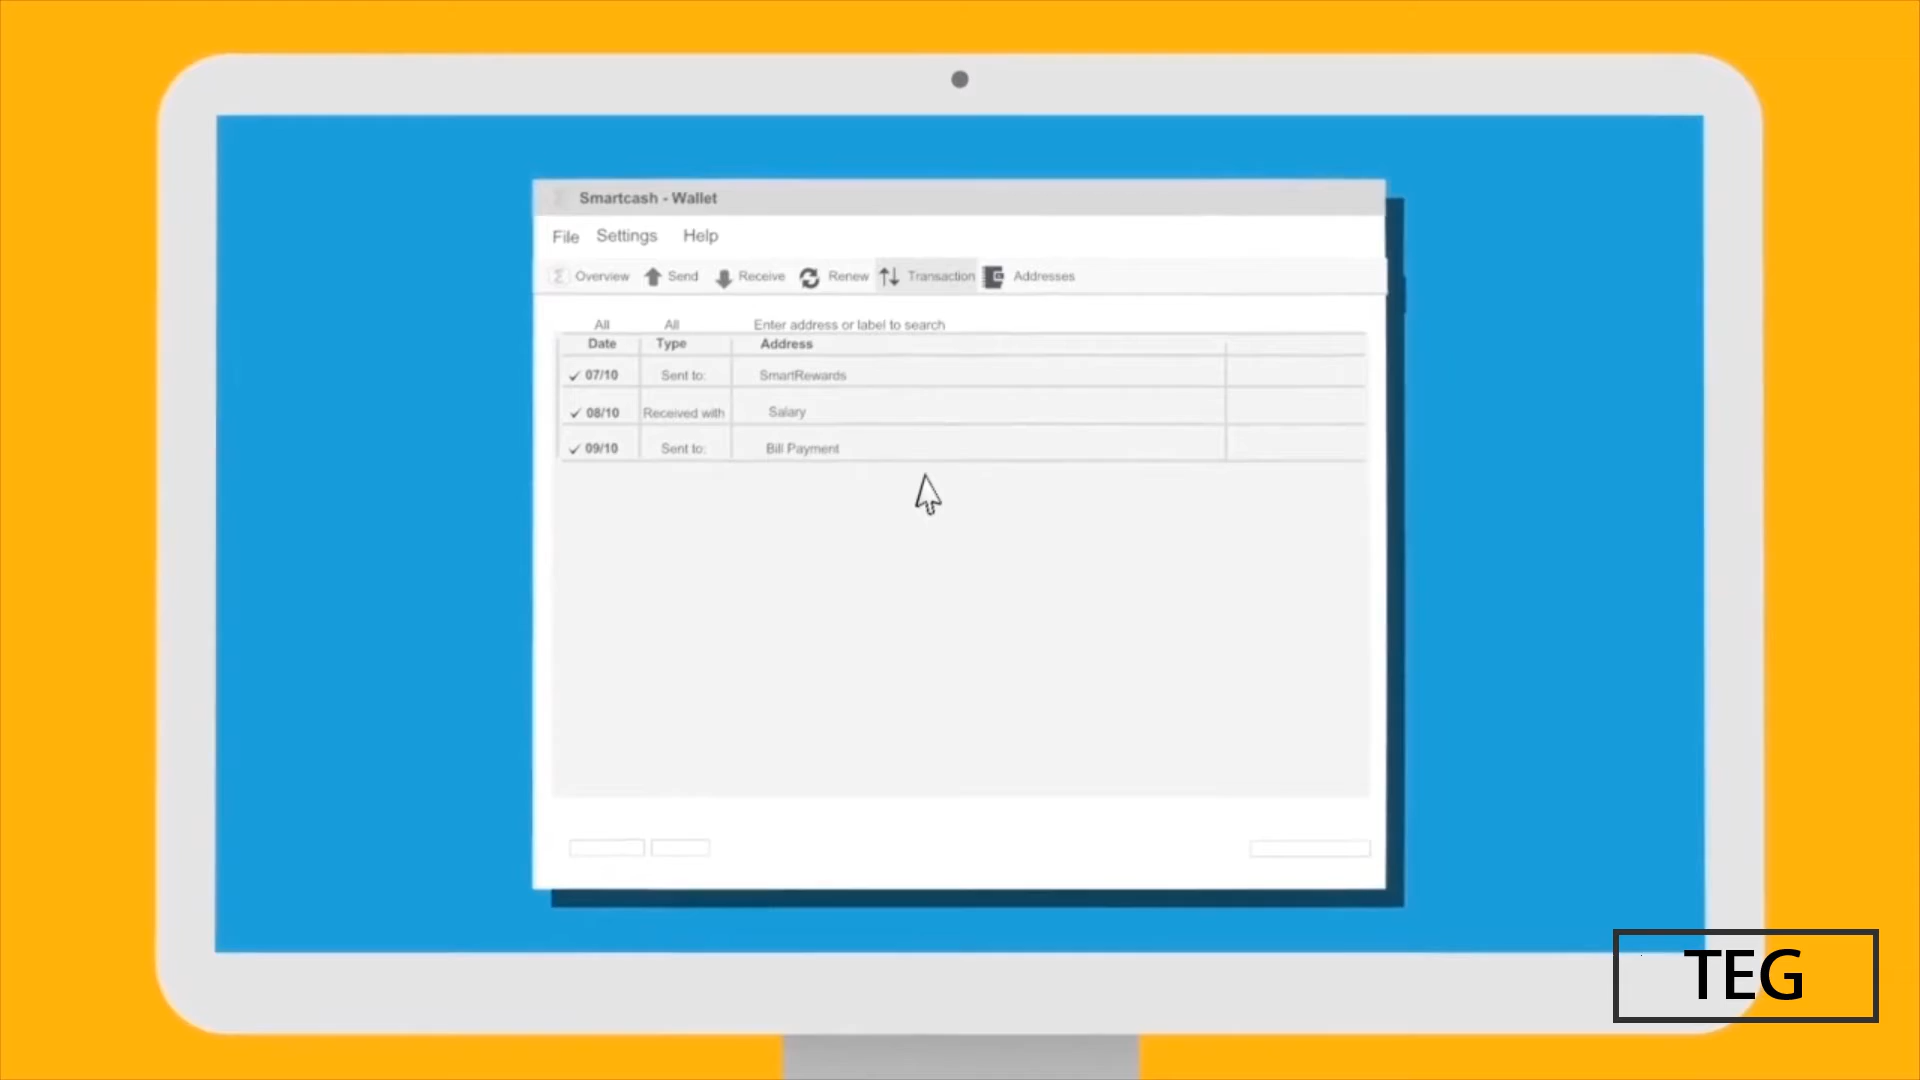 Smartcash - Wallet
File Settings Help
Overview Send Receive Renew Transaction Addresses
All All Enter address or label to search
Date Type Address
07/10 Sent to: SmartRewards
08/10 Received with Salary
09/10 Sent to: Bill Payment
TEG